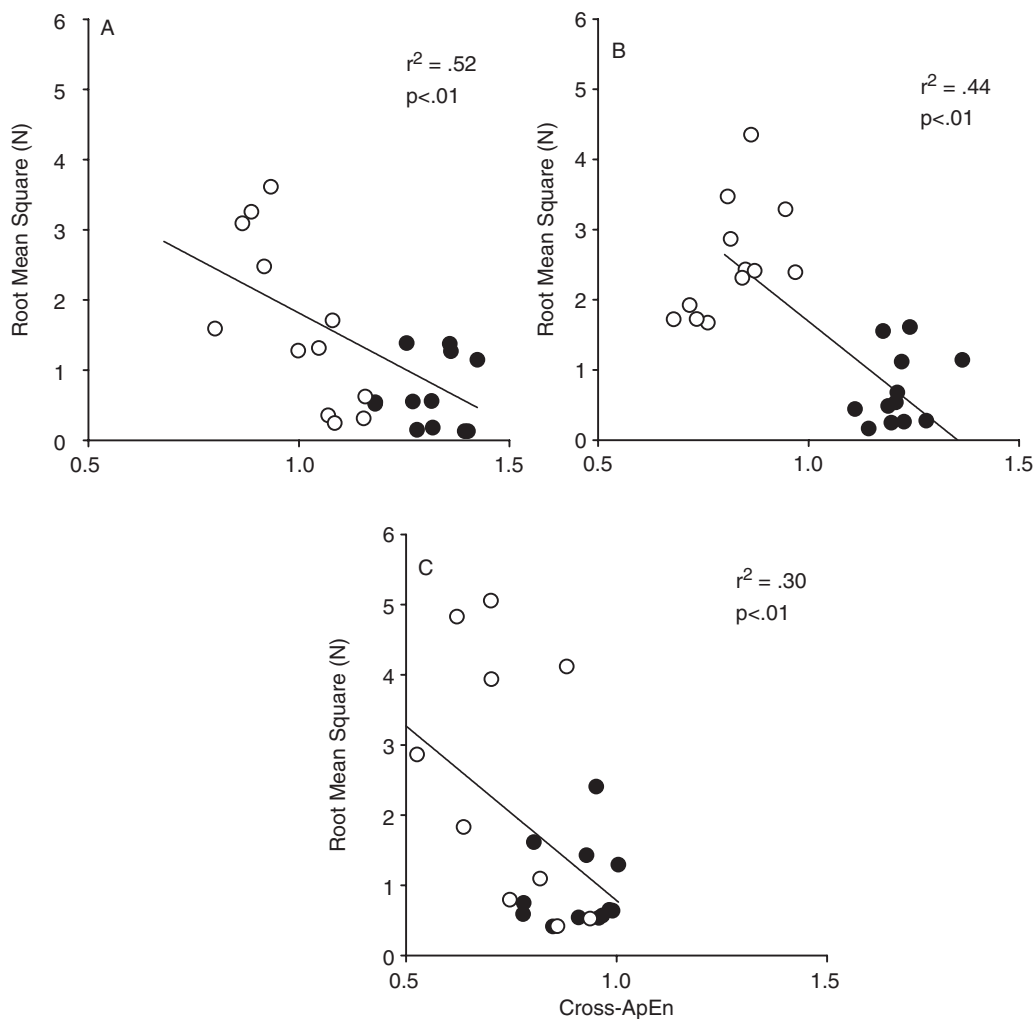 A
r² = .52
p<.01
Root Mean Square (N)
6
5
4
3
2
1
0
0.5 1.0 1.5
B
r² = .44
p<.01
Root Mean Square (N)
6
5
4
3
2
1
0
0.5 1.0 1.5
C
r² = .30
p<.01
Root Mean Square (N)
6
5
4
3
2
1
0
0.5 1.0 1.5
Cross-ApEn